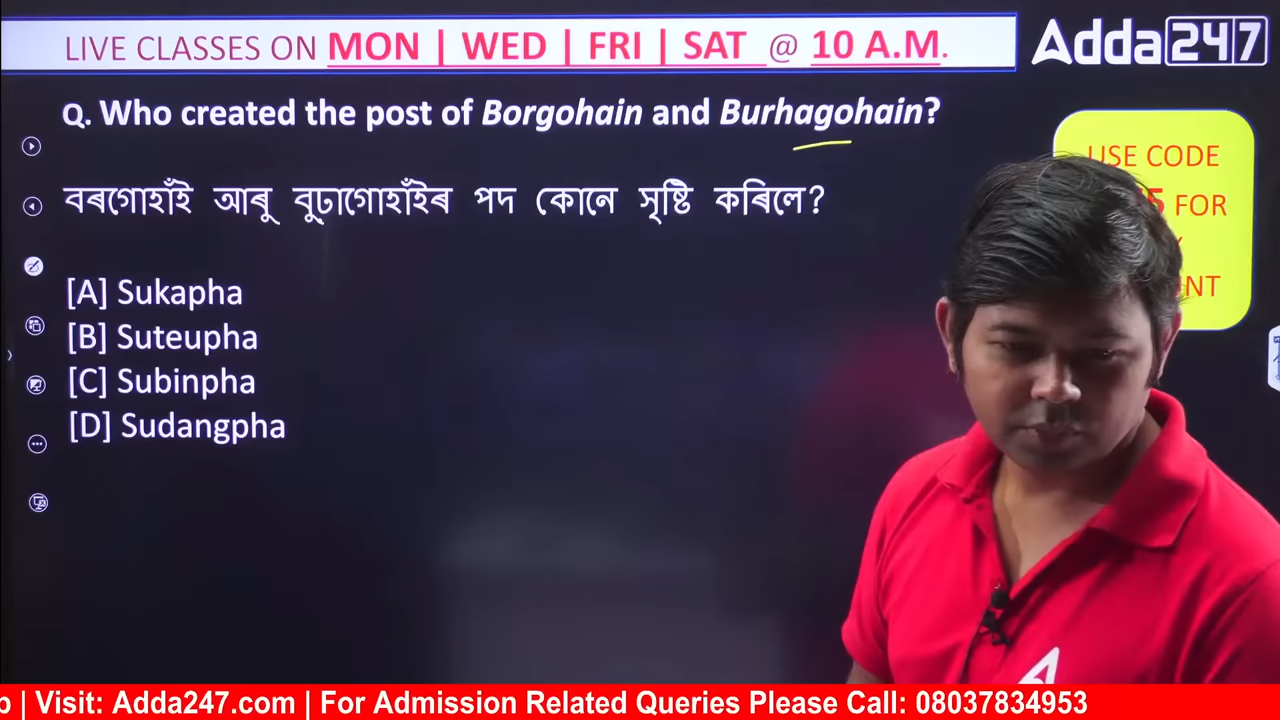 LIVE CLASSES ON MON | WED | FRI | SAT @ 10 A.M.
Adda247
Q. Who created the post of Borgohain and Burhagohain?
USE CODE
5 FOR
NT
বৰগোহাঁই আৰু বুঢ়াগোহাঁইৰ পদ কোনে সৃষ্টি কৰিলে?
[A] Sukapha
[B] Suteupha
[C] Subinpha
[D] Sudangpha
| Visit: Adda247.com | For Admission Related Queries Please Call: 08037834953